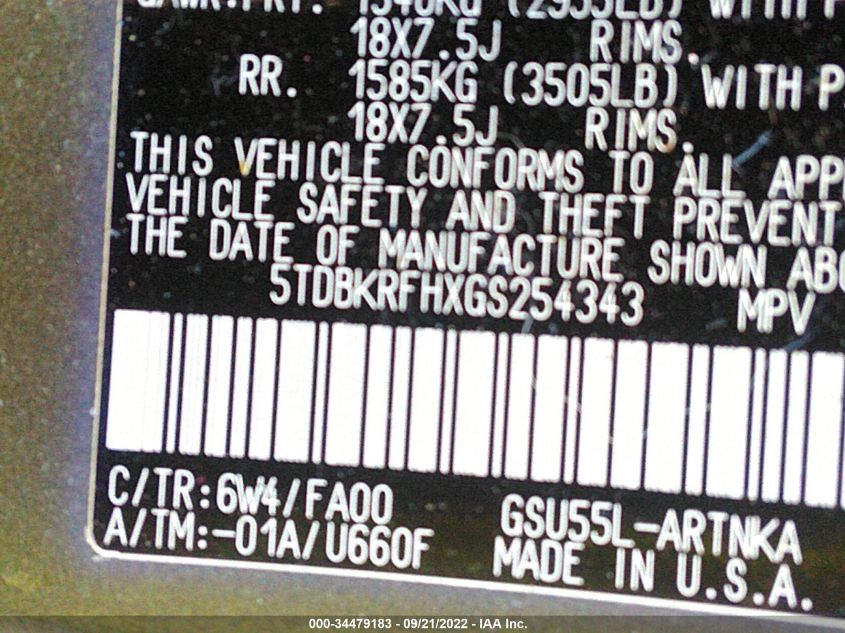 18X7.5J RIMS.
RR. 1585KG (3505LB) WITH P
18X7.5J RIMS.
THIS VEHICLE CONFORMS TO ALL APP
VEHICLE SAFETY AND THEFT PREVENT
THE DATE OF MANUFACTURE SHOWN ABO
5TDBKRFHXGS254343 MPV
C/TR:6W4/FA00 GSU55L-ARTNKA
A/TM:-01A/U660F MADE IN U.S.A.
000-34479183 - 09/21/2022 - IAA Inc.